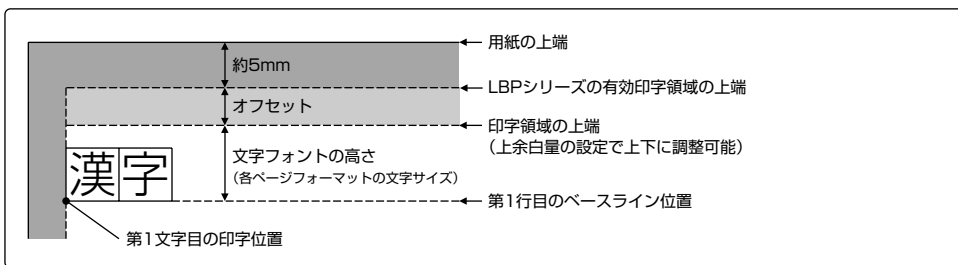 用紙の上端
約5mm
LBPシリーズの有効印字領域の上端
オフセット
印字領域の上端
（上余白量の設定で上下に調整可能）
文字フォントの高さ
（各ページフォーマットの文字サイズ）
漢字
第1行目のベースライン位置
第1文字目の印字位置